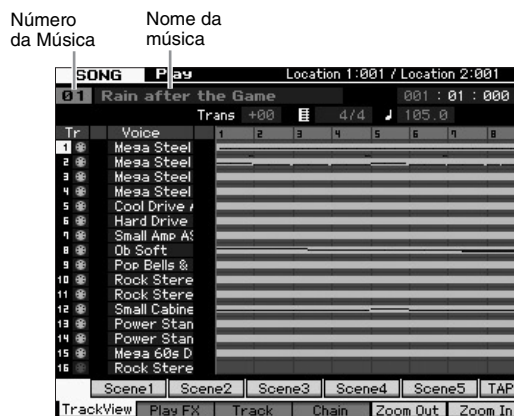 Número da Música
Nome da música
SONG Play Location 1:001 / Location 2:001
01 Rain after the Game 001 : 01 : 000
Trans +00 4/4 ♩ 105.0
Tr Voice 1 2 3 4 5 6 7 8
1 Mega Steel
2 Mega Steel
3 Mega Steel
4 Mega Steel
5 Cool Drive A
6 Hard Drive
7 Small Amp AS
8 Ob Soft
9 Pop Bells &
10 Rock Stere
11 Rock Stere
12 Small Cabine
13 Power Stan
14 Power Stan
15 Mega 60s D
16 Rock Stere
Scene1 Scene2 Scene3 Scene4 Scene5 TAP
TrackView Play FX Track Chain Zoom Out Zoom In